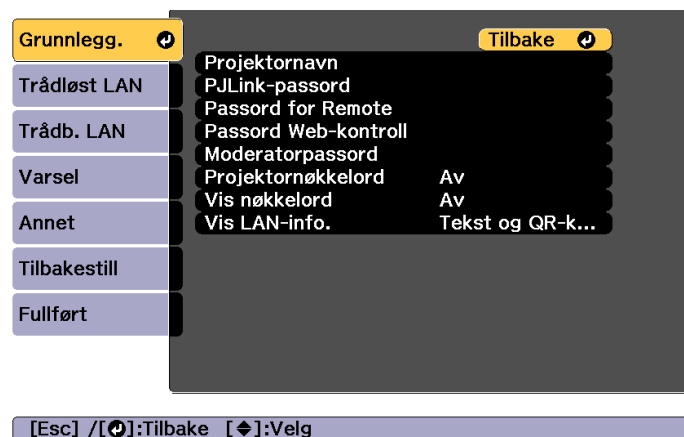 Grunnlegg.
Trådløst LAN
Trådb. LAN
Varsel
Annet
Tilbakestill
Fullført
Tilbake
Projektornavn
PJLink-passord
Passord for Remote
Passord Web-kontroll
Moderatorpassord
Projektornøkkelord Av
Vis nøkkelord Av
Vis LAN-info. Tekst og QR-k...
[Esc] /[⏎]:Tilbake [◆]:Velg